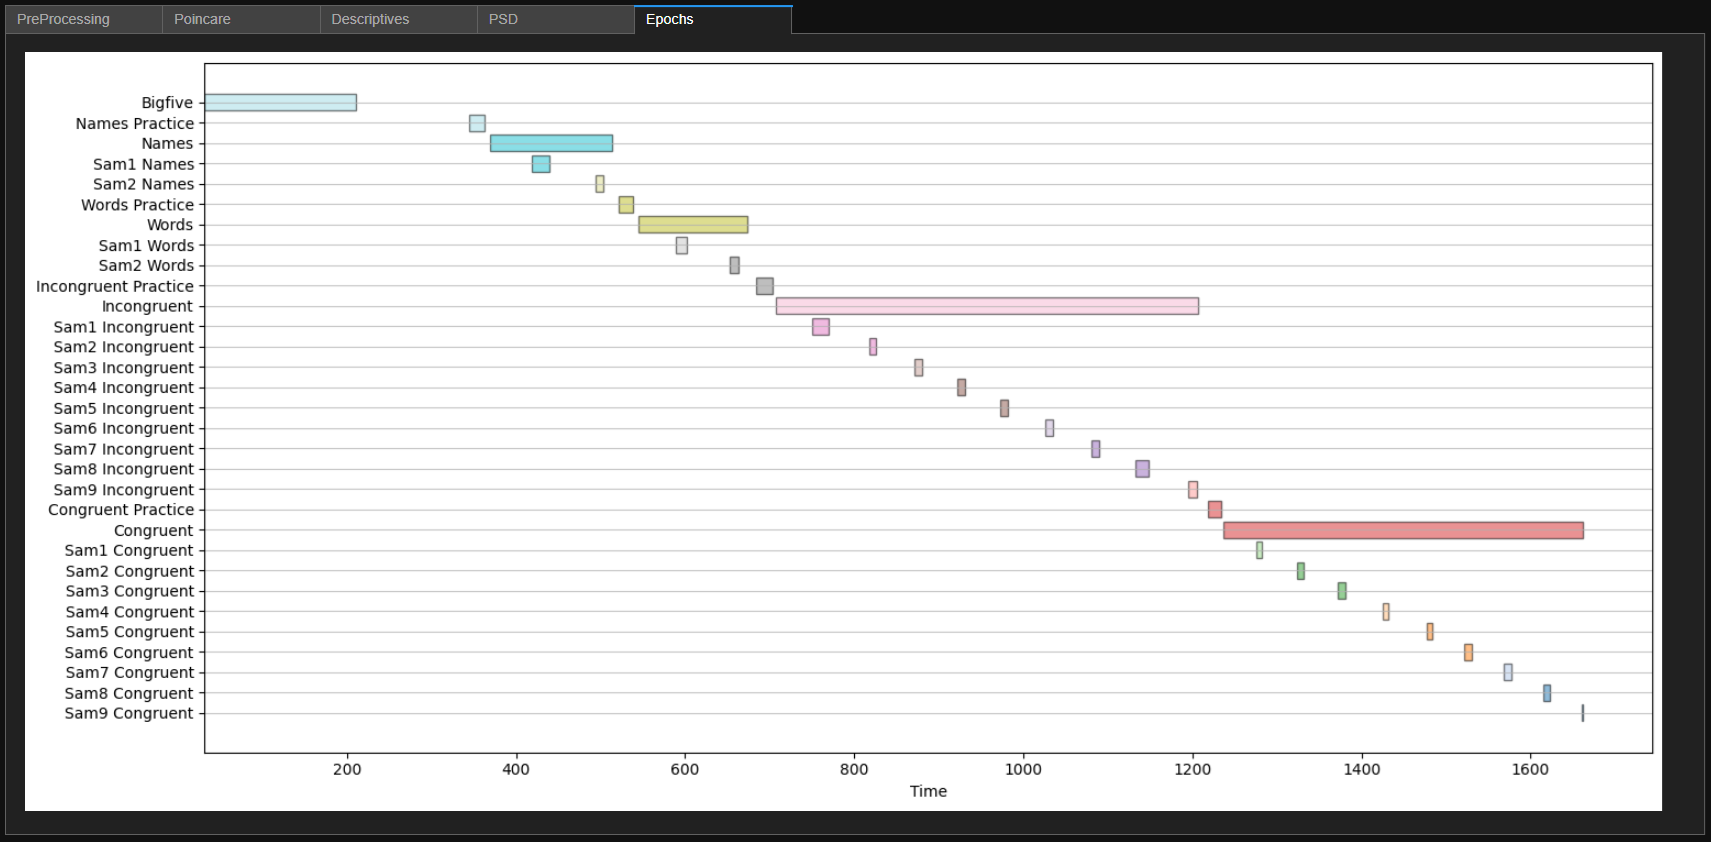 PreProcessing Poincare Descriptives PSD Epochs
Bigfive
Names Practice
Names
Sam1 Names
Sam2 Names
Words Practice
Words
Sam1 Words
Sam2 Words
Incongruent Practice
Incongruent
Sam1 Incongruent
Sam2 Incongruent
Sam3 Incongruent
Sam4 Incongruent
Sam5 Incongruent
Sam6 Incongruent
Sam7 Incongruent
Sam8 Incongruent
Sam9 Incongruent
Congruent Practice
Congruent
Sam1 Congruent
Sam2 Congruent
Sam3 Congruent
Sam4 Congruent
Sam5 Congruent
Sam6 Congruent
Sam7 Congruent
Sam8 Congruent
Sam9 Congruent
200 400 600 800 1000 1200 1400 1600
Time